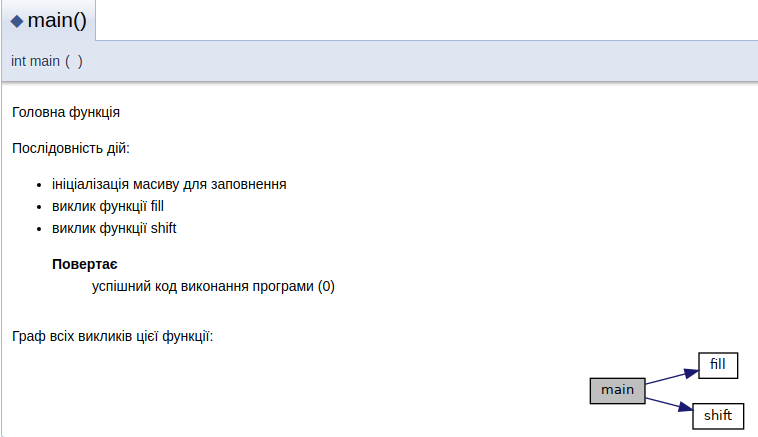 ◆ main()
int main ( )
Головна функція
Послідовність дій:
• ініціалізація масиву для заповнення
• виклик функції fill
• виклик функції shift
Повертає
успішний код виконання програми (0)
Граф всіх викликів цієї функції:
fill
main
shift